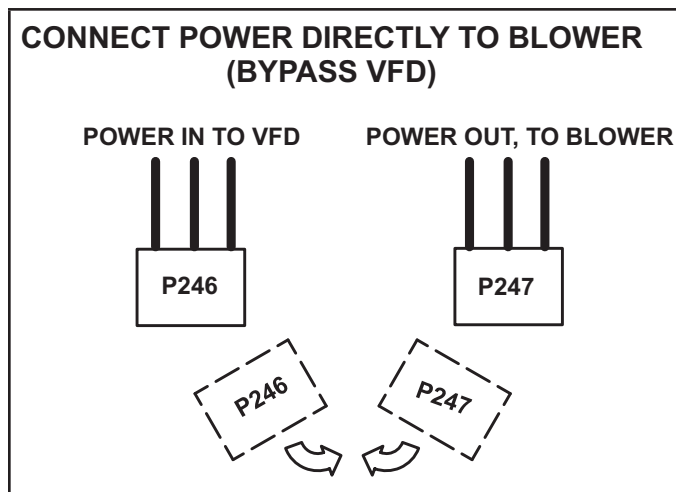 CONNECT POWER DIRECTLY TO BLOWER
(BYPASS VFD)
POWER IN TO VFD
POWER OUT, TO BLOWER
P246
P247
P246
P247